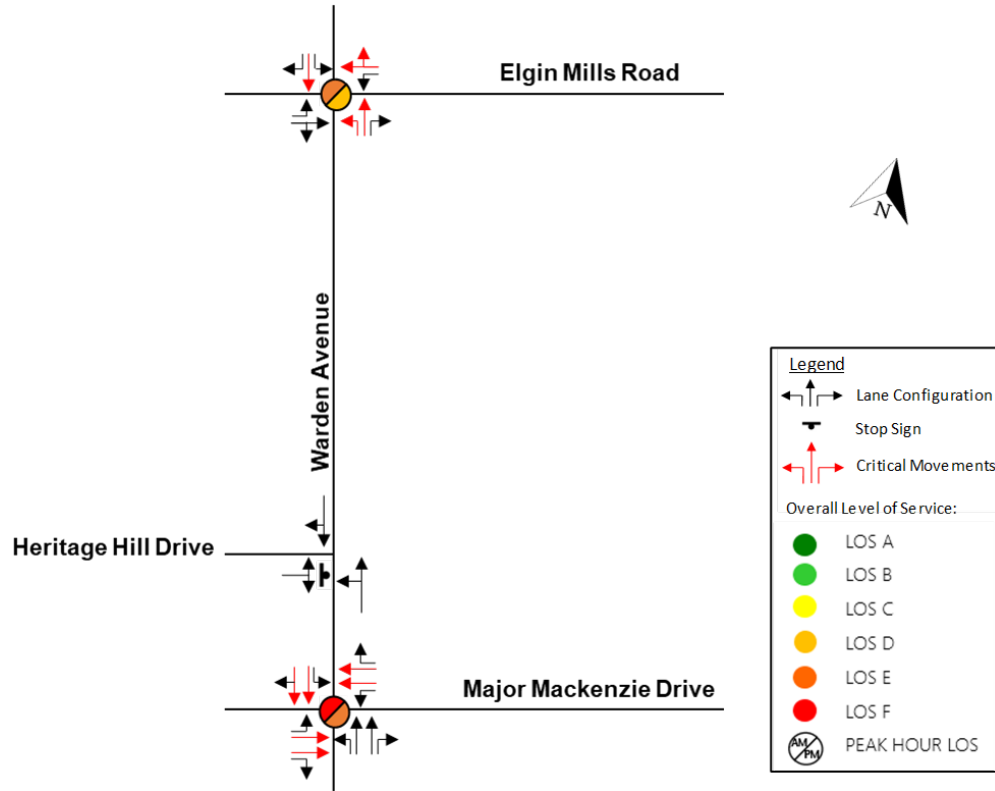 Elgin Mills Road
N
Warden Avenue
Heritage Hill Drive
Major Mackenzie Drive
Legend
Lane Configuration
Stop Sign
Critical Movements
Overall Level of Service:
LOS A
LOS B
LOS C
LOS D
LOS E
LOS F
AM/PM PEAK HOUR LOS